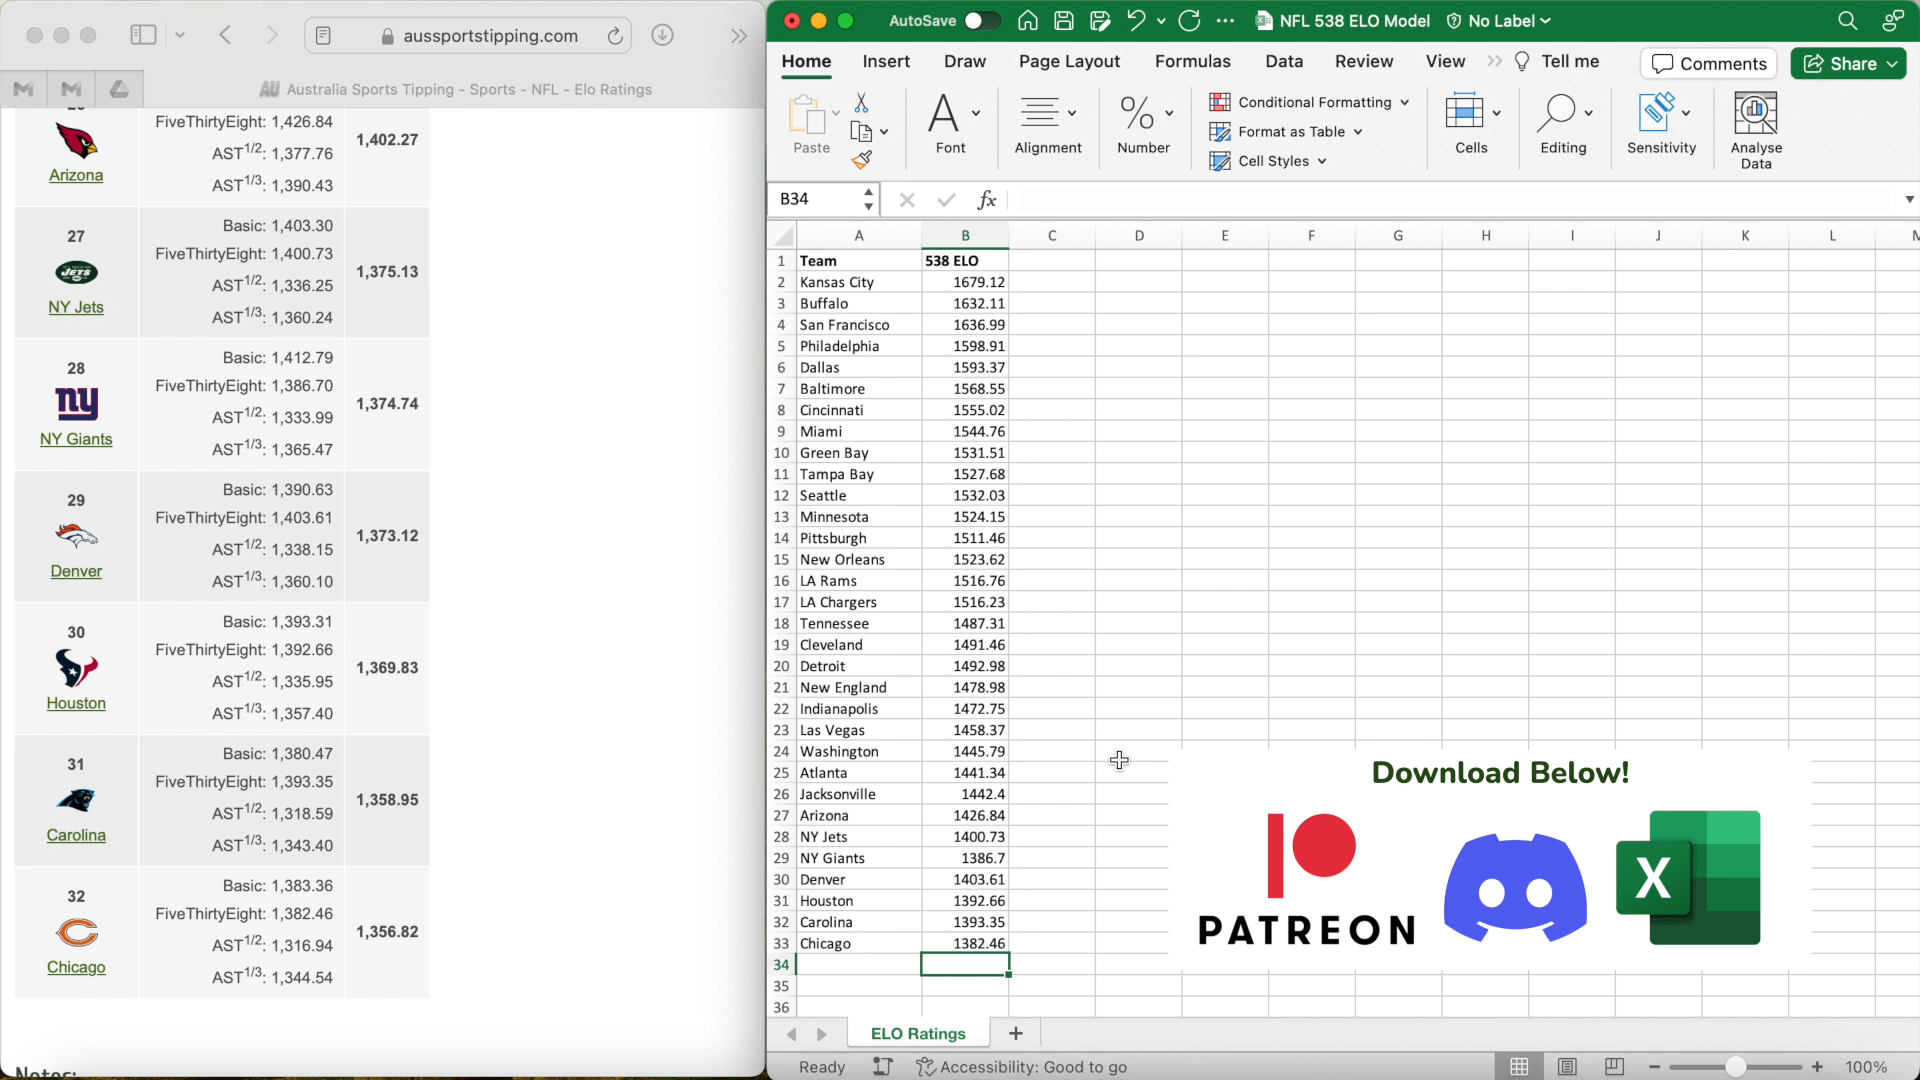 aussportstipping.com
Australia Sports Tipping - Sports - NFL - Elo Ratings
Arizona
FiveThirtyEight: 1,426.84
AST1/2: 1,377.76
AST1/3: 1,390.43
1,402.27
27
NY Jets
Basic: 1,403.30
FiveThirtyEight: 1,400.73
AST1/2: 1,336.25
AST1/3: 1,360.24
1,375.13
28
NY Giants
Basic: 1,412.79
FiveThirtyEight: 1,386.70
AST1/2: 1,333.99
AST1/3: 1,365.47
1,374.74
29
Denver
Basic: 1,390.63
FiveThirtyEight: 1,403.61
AST1/2: 1,338.15
AST1/3: 1,360.10
1,373.12
30
Houston
Basic: 1,393.31
FiveThirtyEight: 1,392.66
AST1/2: 1,335.95
AST1/3: 1,357.40
1,369.83
31
Carolina
Basic: 1,380.47
FiveThirtyEight: 1,393.35
AST1/2: 1,318.59
AST1/3: 1,343.40
1,358.95
32
Chicago
Basic: 1,383.36
FiveThirtyEight: 1,382.46
AST1/2: 1,316.94
AST1/3: 1,344.54
1,356.82
Notes:
AutoSave NFL 538 ELO Model No Label
Home Insert Draw Page Layout Formulas Data Review View Tell me Comments Share
Paste Font Alignment Number Conditional Formatting Format as Table Cell Styles Cells Editing Sensitivity Analyse Data
B34 fx
A B C D E F G H I J K L M
1 Team 538 ELO
2 Kansas City 1679.12
3 Buffalo 1632.11
4 San Francisco 1636.99
5 Philadelphia 1598.91
6 Dallas 1593.37
7 Baltimore 1568.55
8 Cincinnati 1555.02
9 Miami 1544.76
10 Green Bay 1531.51
11 Tampa Bay 1527.68
12 Seattle 1532.03
13 Minnesota 1524.15
14 Pittsburgh 1511.46
15 New Orleans 1523.62
16 LA Rams 1516.76
17 LA Chargers 1516.23
18 Tennessee 1487.31
19 Cleveland 1491.46
20 Detroit 1492.98
21 New England 1478.98
22 Indianapolis 1472.75
23 Las Vegas 1458.37
24 Washington 1445.79
25 Atlanta 1441.34
26 Jacksonville 1442.4
27 Arizona 1426.84
28 NY Jets 1400.73
29 NY Giants 1386.7
30 Denver 1403.61
31 Houston 1392.66
32 Carolina 1393.35
33 Chicago 1382.46
34
35
36
Download Below!
PATREON
X
ELO Ratings
Ready Accessibility: Good to go 100%